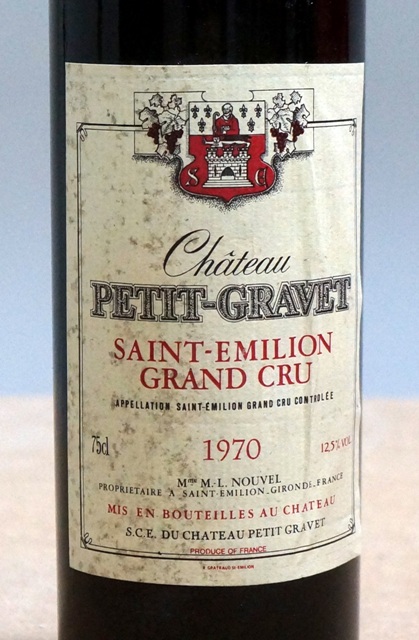 S C
Château
PETIT-GRAVET
SAINT-EMILION
GRAND CRU
APPELLATION SAINT-ÉMILION GRAND CRU CONTROLÉE
75cl 1970 12,5% VOL.
Mme M.-L. NOUVEL
PROPRIETAIRE A SAINT-EMILION-GIRONDE-FRANCE
MIS EN BOUTEILLES AU CHATEAU
S.C.E. DU CHATEAU PETIT GRAVET
PRODUCE OF FRANCE